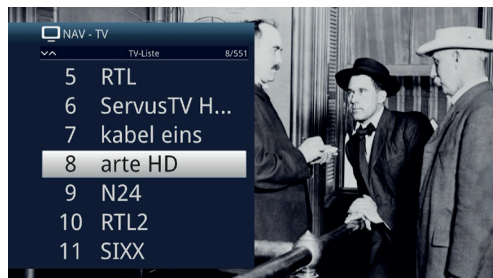 NAV - TV
TV-Liste 8/551
5 RTL
6 ServusTV H...
7 kabel eins
8 arte HD
9 N24
10 RTL2
11 SIXX